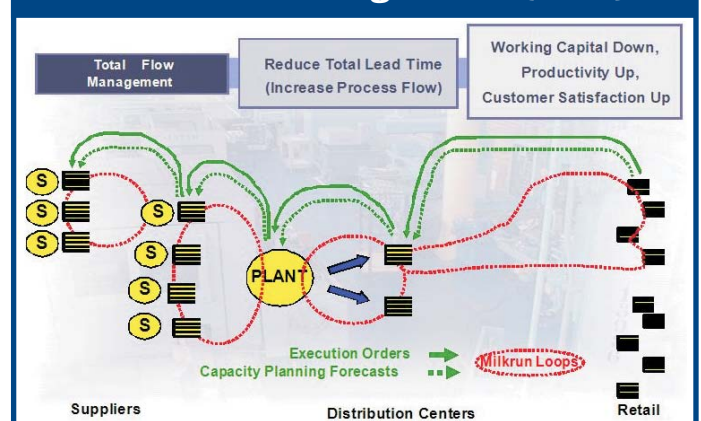 Total Flow
Management
Reduce Total Lead Time
(Increase Process Flow)
Working Capital Down,
Productivity Up,
Customer Satisfaction Up
S
S
S
S
S
S
S
PLANT
Execution Orders
Capacity Planning Forecasts
Milkrun Loops
Suppliers
Distribution Centers
Retail